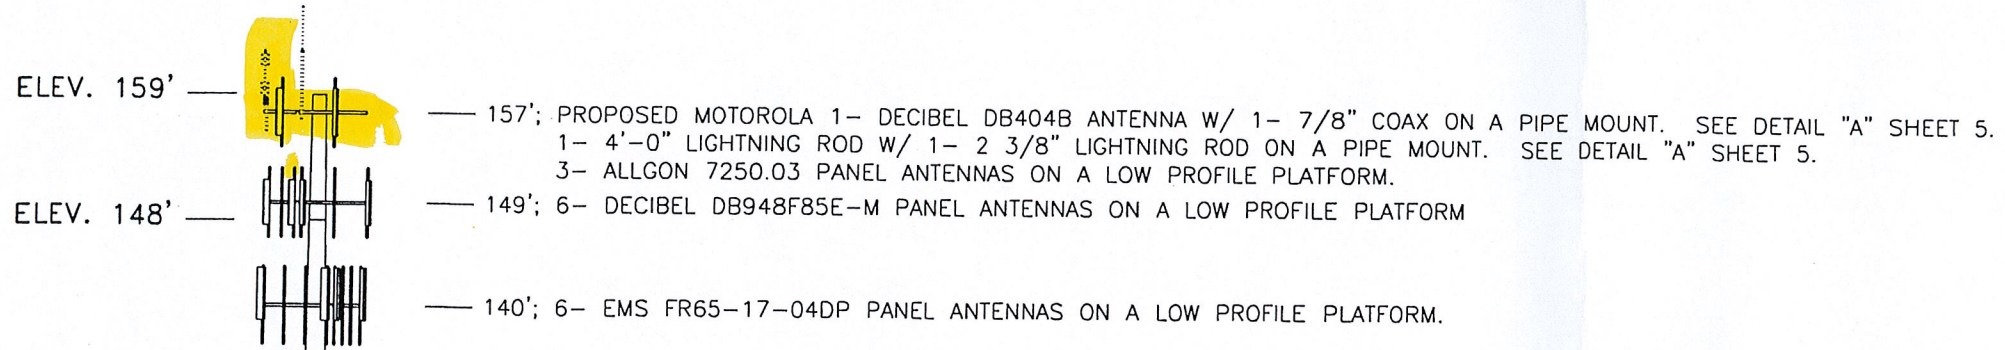 ELEV. 159'
157'; PROPOSED MOTOROLA 1- DECIBEL DB404B ANTENNA W/ 1- 7/8" COAX ON A PIPE MOUNT. SEE DETAIL "A" SHEET 5.
1- 4'-0" LIGHTNING ROD W/ 1- 2 3/8" LIGHTNING ROD ON A PIPE MOUNT. SEE DETAIL "A" SHEET 5.
3- ALLGON 7250.03 PANEL ANTENNAS ON A LOW PROFILE PLATFORM.
ELEV. 148'
149'; 6- DECIBEL DB948F85E-M PANEL ANTENNAS ON A LOW PROFILE PLATFORM
140'; 6- EMS FR65-17-04DP PANEL ANTENNAS ON A LOW PROFILE PLATFORM.